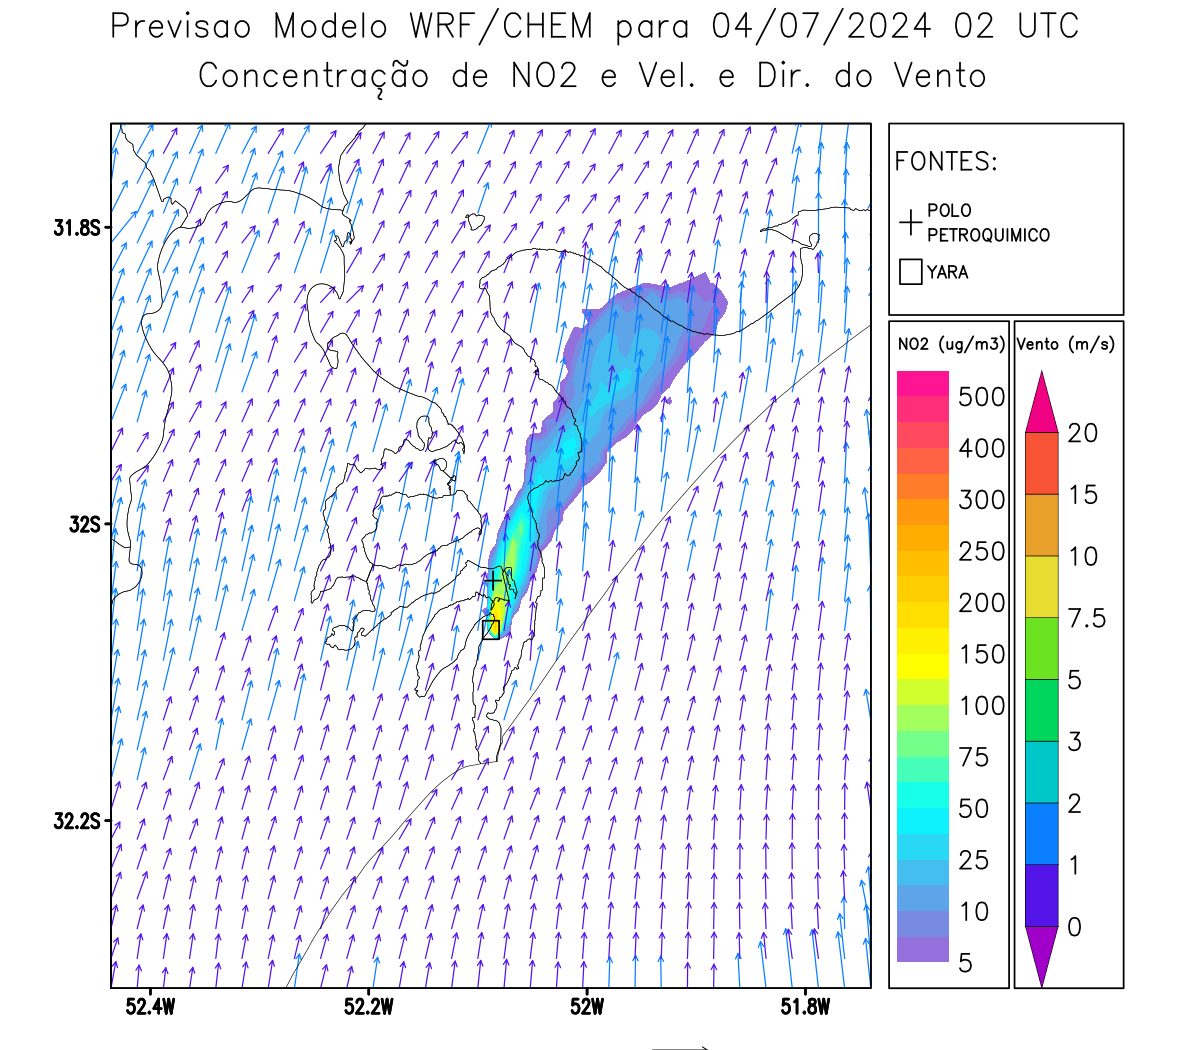 Previsao Modelo WRF/CHEM para 04/07/2024 02 UTC
Concentração de NO2 e Vel. e Dir. do Vento
FONTES:
POLO
PETROQUIMICO
YARA
NO2 (ug/m3)
500
400
300
250
200
150
100
75
50
25
10
5
Vento (m/s)
20
15
10
7.5
5
3
2
1
0
31.8S
32S
32.2S
52.4W
52.2W
52W
51.8W